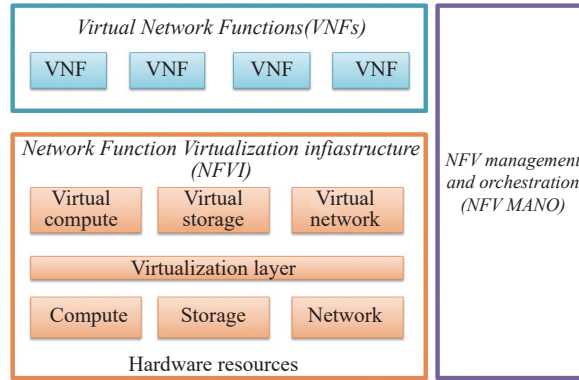 Virtual Network Functions(VNFs)
VNF VNF VNF VNF
Network Function Virtualization infiastructure
(NFVI)
Virtual
compute
Virtual
storage
Virtual
network
Virtualization layer
Compute Storage Network
Hardware resources
NFV management
and orchestration
(NFV MANO)